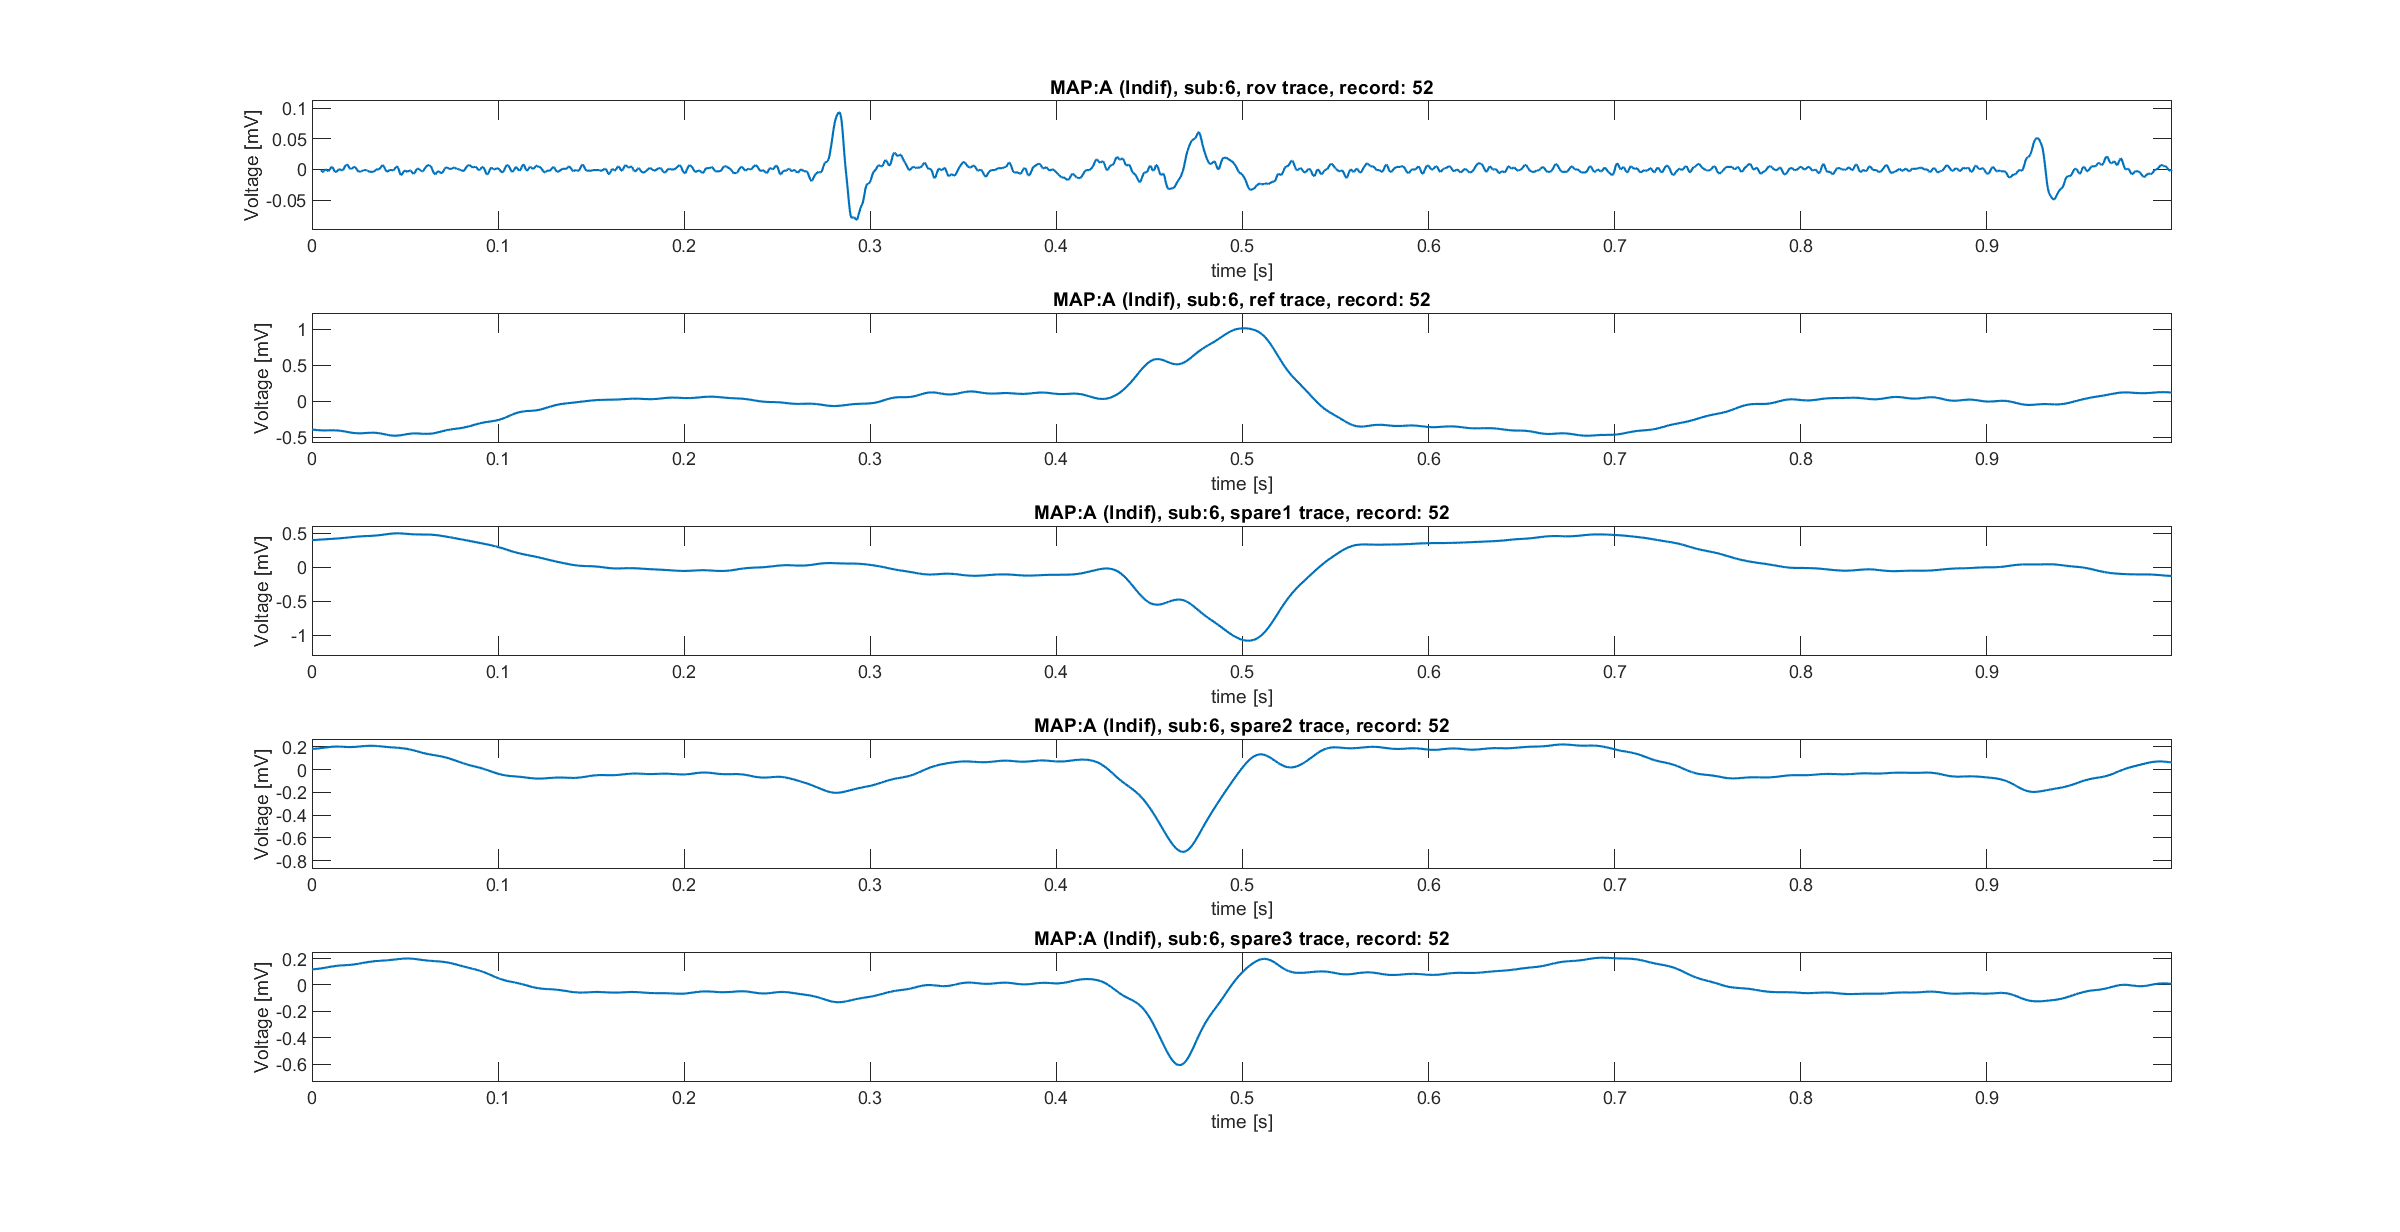 MAP:A (Indif), sub:6, rov trace, record: 52
Voltage [mV]
0.1
0.05
0
-0.05
0 0.1 0.2 0.3 0.4 0.5 0.6 0.7 0.8 0.9
time [s]
MAP:A (Indif), sub:6, ref trace, record: 52
Voltage [mV]
1
0.5
0
-0.5
0 0.1 0.2 0.3 0.4 0.5 0.6 0.7 0.8 0.9
time [s]
MAP:A (Indif), sub:6, spare1 trace, record: 52
Voltage [mV]
0.5
0
-0.5
-1
0 0.1 0.2 0.3 0.4 0.5 0.6 0.7 0.8 0.9
time [s]
MAP:A (Indif), sub:6, spare2 trace, record: 52
Voltage [mV]
0.2
0
-0.2
-0.4
-0.6
-0.8
0 0.1 0.2 0.3 0.4 0.5 0.6 0.7 0.8 0.9
time [s]
MAP:A (Indif), sub:6, spare3 trace, record: 52
Voltage [mV]
0.2
0
-0.2
-0.4
-0.6
0 0.1 0.2 0.3 0.4 0.5 0.6 0.7 0.8 0.9
time [s]